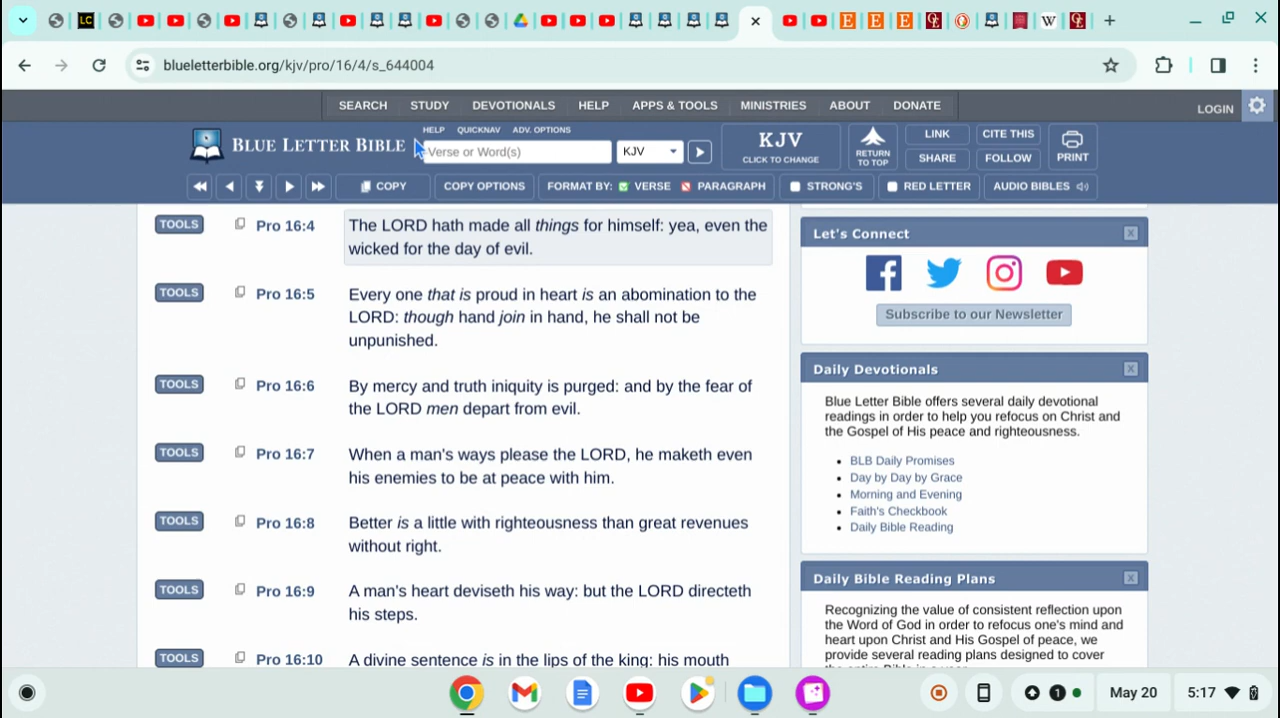 LC
E
E
E
W
blueletterbible.org/kjv/pro/16/4/s_644004
SEARCH STUDY DEVOTIONALS HELP APPS & TOOLS MINISTRIES ABOUT DONATE LOGIN
BLUE LETTER BIBLE
HELP QUICKNAV ADV. OPTIONS
Verse or Word(s) KJV
KJV
CLICK TO CHANGE
RETURN
TO TOP
LINK CITE THIS
SHARE FOLLOW
PRINT
COPY COPY OPTIONS FORMAT BY: VERSE PARAGRAPH STRONG'S RED LETTER AUDIO BIBLES
TOOLS Pro 16:4 The LORD hath made all things for himself: yea, even the
wicked for the day of evil.
TOOLS Pro 16:5 Every one that is proud in heart is an abomination to the
LORD: though hand join in hand, he shall not be
unpunished.
TOOLS Pro 16:6 By mercy and truth iniquity is purged: and by the fear of
the LORD men depart from evil.
TOOLS Pro 16:7 When a man's ways please the LORD, he maketh even
his enemies to be at peace with him.
TOOLS Pro 16:8 Better is a little with righteousness than great revenues
without right.
TOOLS Pro 16:9 A man's heart deviseth his way: but the LORD directeth
his steps.
TOOLS Pro 16:10 A divine sentence is in the lips of the king: his mouth
Let's Connect
Subscribe to our Newsletter
Daily Devotionals
Blue Letter Bible offers several daily devotional
readings in order to help you refocus on Christ and
the Gospel of His peace and righteousness.
BLB Daily Promises
Day by Day by Grace
Morning and Evening
Faith's Checkbook
Daily Bible Reading
Daily Bible Reading Plans
Recognizing the value of consistent reflection upon
the Word of God in order to refocus one's mind and
heart upon Christ and His Gospel of peace, we
provide several reading plans designed to cover
1 May 20 5:17